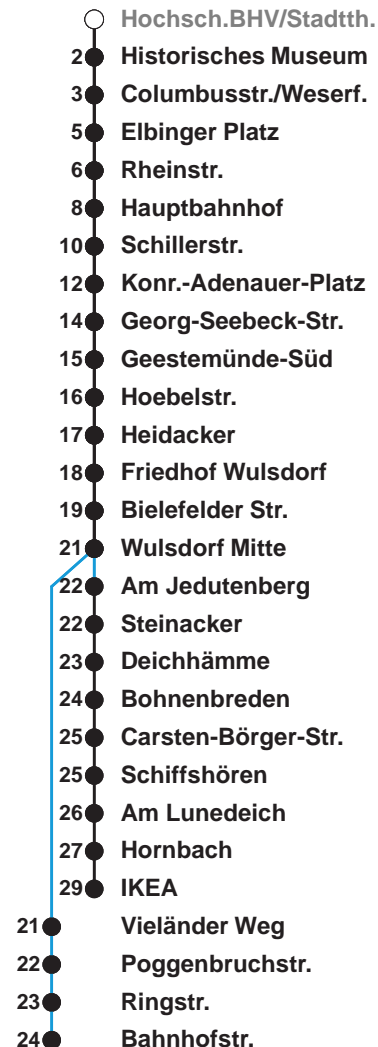 Hochsch.BHV/Stadtth.
2 Historisches Museum
3 Columbusstr./Weserf.
5 Elbinger Platz
6 Rheinstr.
8 Hauptbahnhof
10 Schillerstr.
12 Konr.-Adenauer-Platz
14 Georg-Seebeck-Str.
15 Geestemünde-Süd
16 Hoebelstr.
17 Heidacker
18 Friedhof Wulsdorf
19 Bielefelder Str.
21 Wulsdorf Mitte
22 Am Jedutenberg
22 Steinacker
23 Deichhämme
24 Bohnenbreden
25 Carsten-Börger-Str.
25 Schiffshören
26 Am Lunedeich
27 Hornbach
29 IKEA
21 Vieländer Weg
22 Poggenbruchstr.
23 Ringstr.
24 Bahnhofstr.